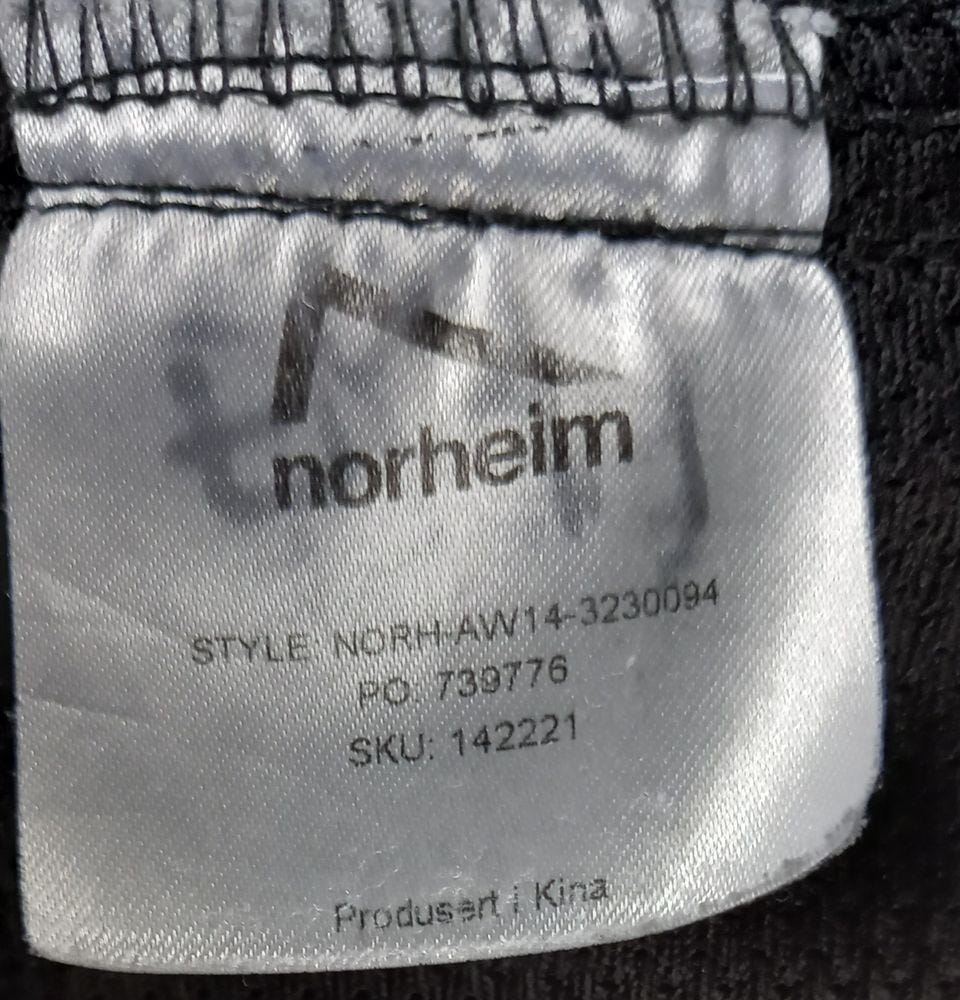 norheim
STYLE: NORH-AW14-3230094
PO: 739776
SKU: 142221
Produsert i Kina